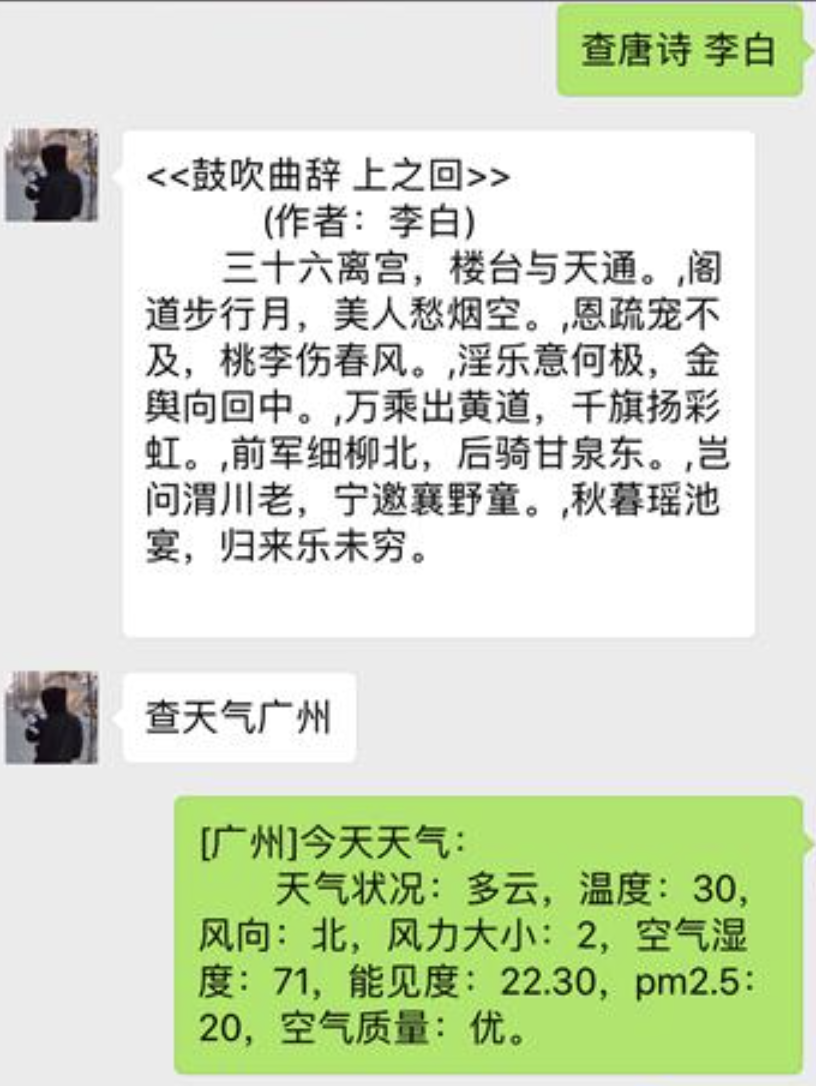 查唐诗 李白
<<鼓吹曲辞 上之回>>
(作者：李白)
三十六离宫，楼台与天通。,阁
道步行月，美人愁烟空。,恩疏宠不
及，桃李伤春风。,淫乐意何极，金
舆向回中。,万乘出黄道，千旗扬彩
虹。,前军细柳北，后骑甘泉东。,岂
问渭川老，宁邀襄野童。,秋暮瑶池
宴，归来乐未穷。
查天气广州
[广州]今天天气：
天气状况：多云，温度：30，
风向：北，风力大小：2，空气湿
度：71，能见度：22.30，pm2.5：
20，空气质量：优。